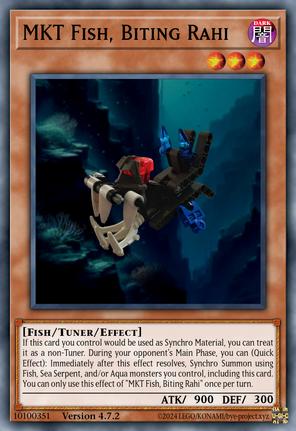 MKT Fish, Biting Rahi
DARK
闇
[Fish/Tuner/Effect]
If this card you control would be used as Synchro Material, you can treat
it as a non-Tuner. During your opponent's Main Phase, you can (Quick
Effect): Immediately after this effect resolves, Synchro Summon using
Fish, Sea Serpent, and/or Aqua monsters you control, including this card.
You can only use this effect of "MKT Fish, Biting Rahi" once per turn.
ATK/ 900 DEF/ 300
10100351 Version 4.7.2 ©2024LEGO/KONAMI/bye-project.xyz